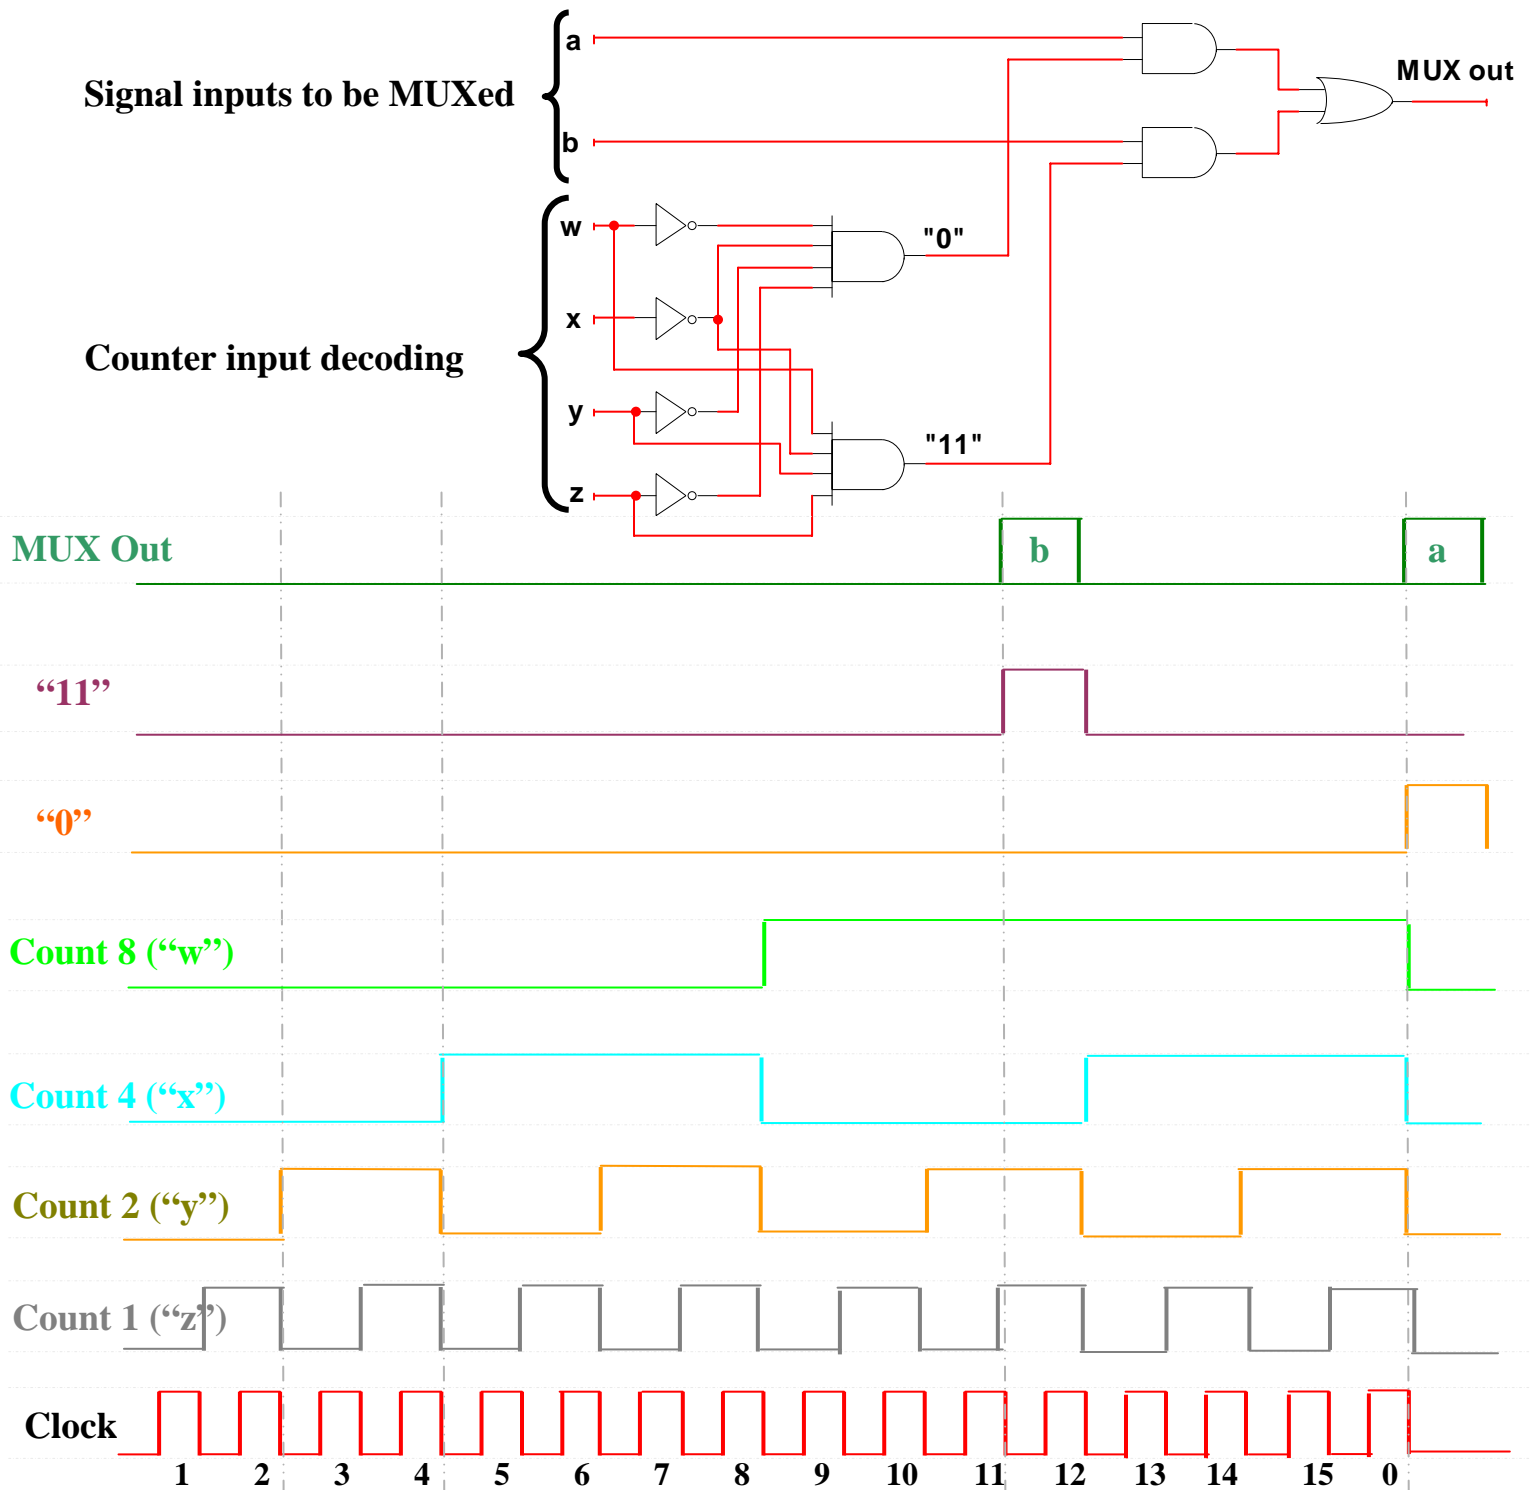 a
MUX out
Signal inputs to be MUXed
b
w
"0"
x
Counter input decoding
y
"11"
z
MUX Out
b
a
“11”
“0”
Count 8 (“w”)
Count 4 (“x”)
Count 2 (“y”)
Count 1 (“z”)
Clock
1 2 3 4 5 6 7 8 9 10 11 12 13 14 15 0